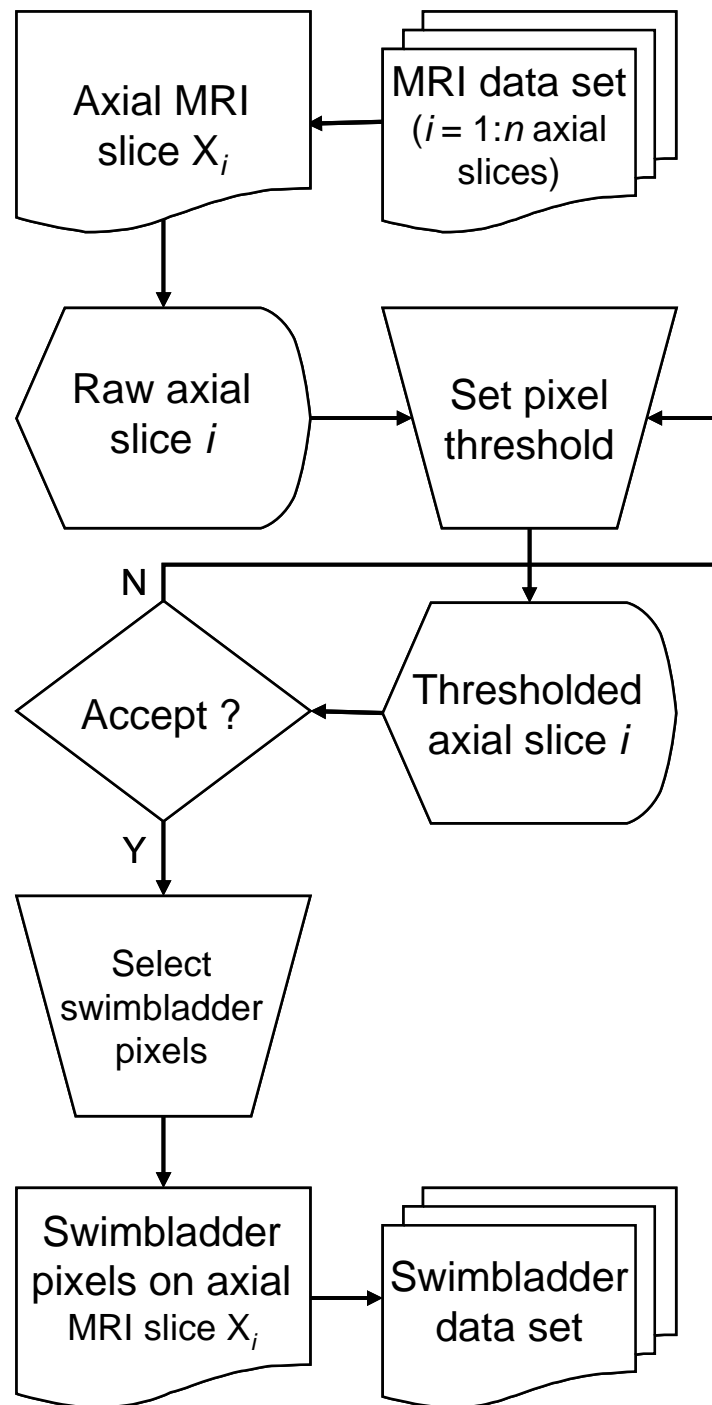 Axial MRI
slice Xᵢ
MRI data set
(i = 1:n axial
slices)
Raw axial
slice i
Set pixel
threshold
N
Accept ?
Thresholded
axial slice i
Y
Select
swimbladder
pixels
Swimbladder
pixels on axial
MRI slice Xᵢ
Swimbladder
data set